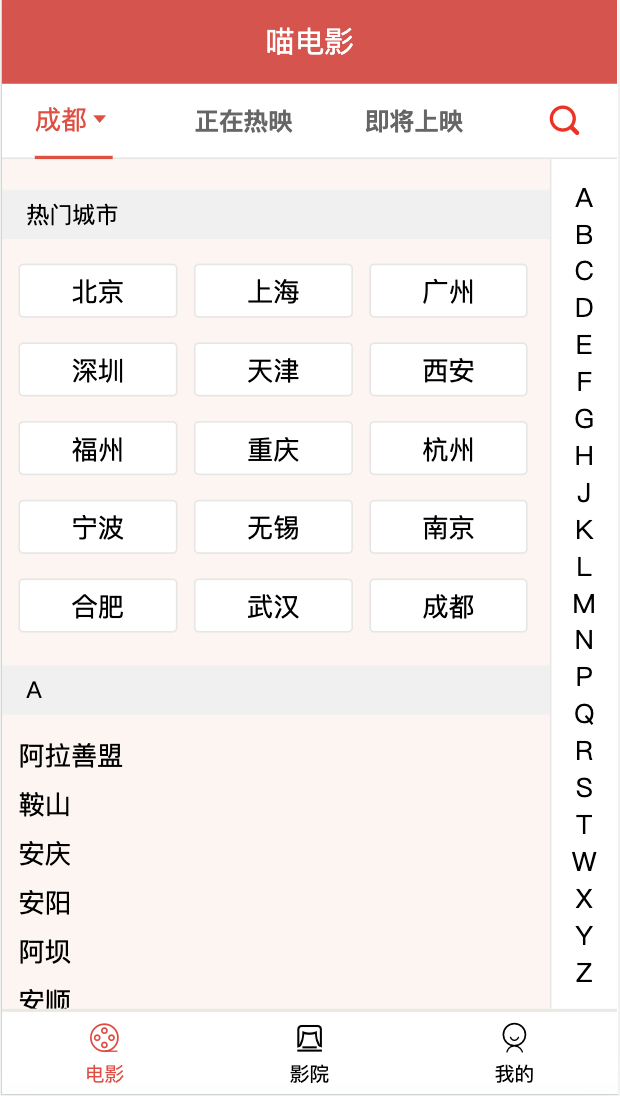 喵电影
成都 正在热映 即将上映
热门城市
北京 上海 广州
深圳 天津 西安
福州 重庆 杭州
宁波 无锡 南京
合肥 武汉 成都
A
阿拉善盟
鞍山
安庆
安阳
阿坝
安顺
A
B
C
D
E
F
G
H
J
K
L
M
N
P
Q
R
S
T
W
X
Y
Z
电影 影院 我的